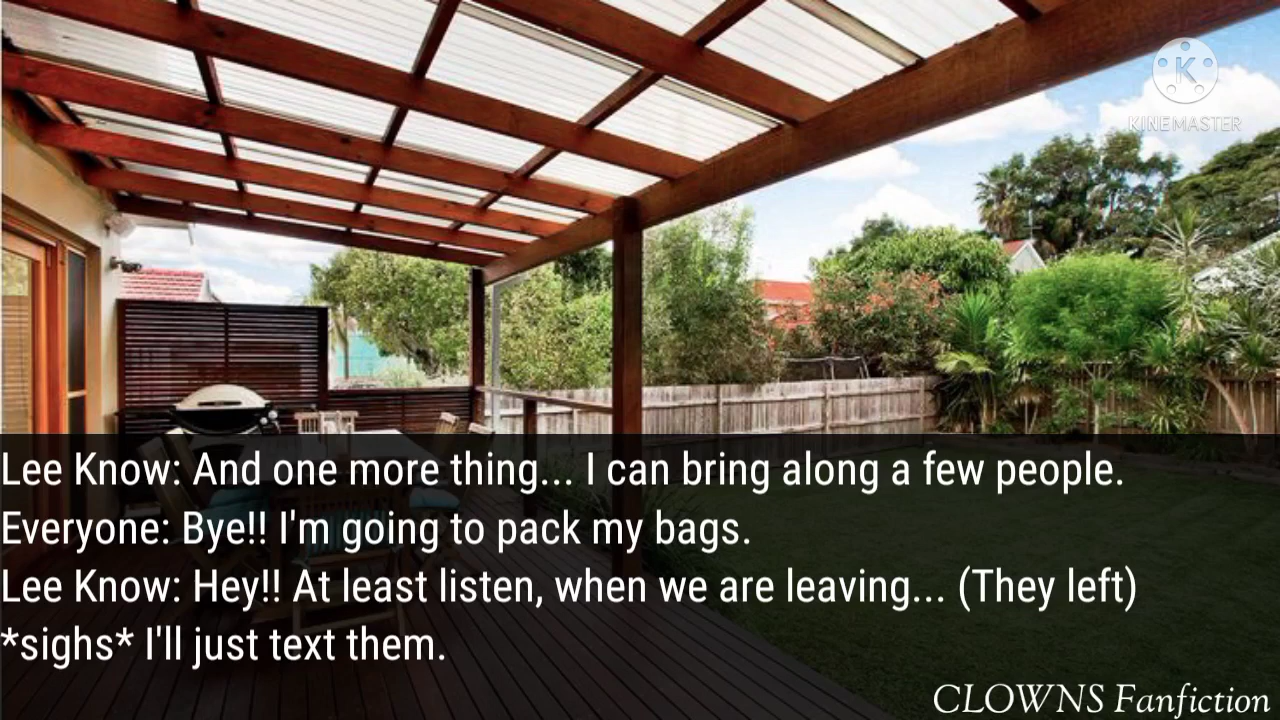 K
KINEMASTER
Lee Know: And one more thing... I can bring along a few people.
Everyone: Bye!! I'm going to pack my bags.
Lee Know: Hey!! At least listen, when we are leaving... (They left)
*sighs* I'll just text them.
CLOWNS Fanfiction